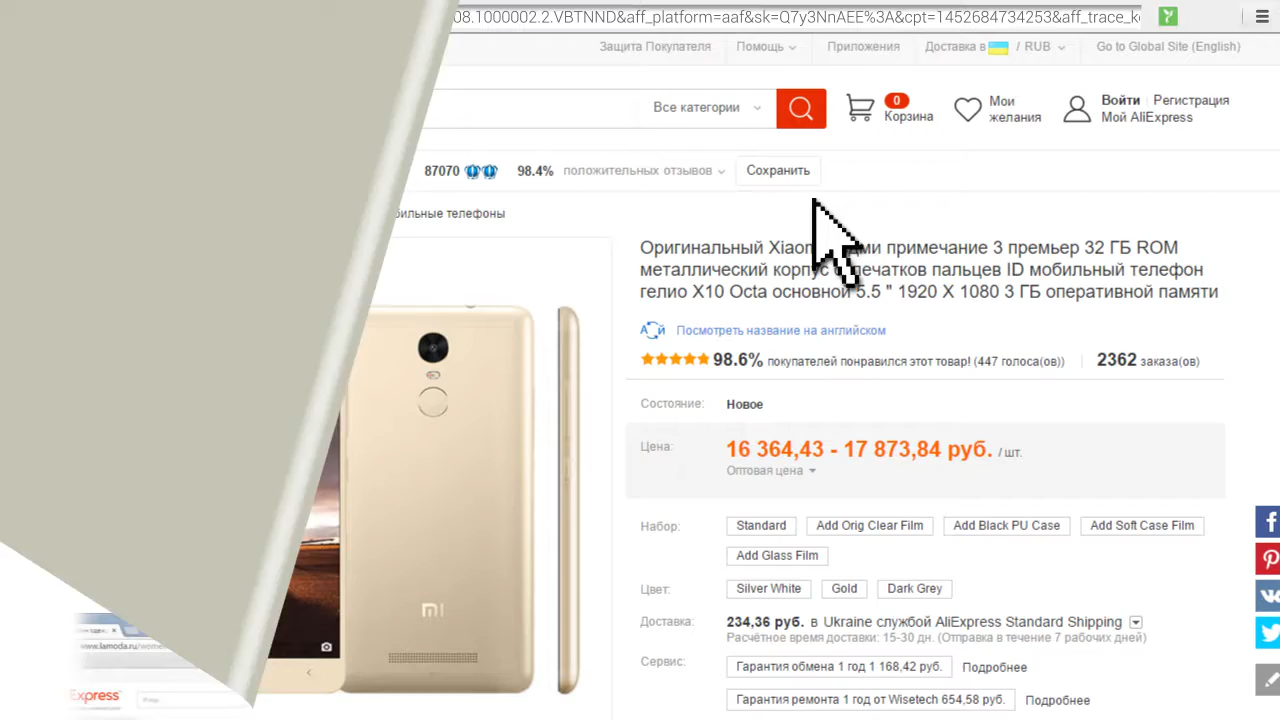 08.1000002.2.VBTNND&aff_platform=aaf&sk=Q7y3NnAEE%3A&cpt=1452684734253&aff_trace_k
Защита Покупателя Помощь Приложения Доставка в / RUB Go to Global Site (English)
Все категории 0 Корзина Мои желания Войти Регистрация Мой AliExpress
87070 98.4% положительных отзывов Сохранить
бильные телефоны
Оригинальный примечание 3 премьер 32 ГБ ROM
металлический корпус печатков пальцев ID мобильный телефон
гелио X10 Octa основной 5.5 " 1920 X 1080 3 ГБ оперативной памяти
Посмотреть название на английском
98.6% покупателей понравился этот товар! (447 голоса(ов)) 2362 заказа(ов)
Состояние: Новое
Цена: 16 364,43 - 17 873,84 руб. / шт.
Оптовая цена
Набор: Standard Add Orig Clear Film Add Black PU Case Add Soft Case Film
Add Glass Film
Цвет: Silver White Gold Dark Grey
Доставка: 234,36 руб. в Ukraine службой AliExpress Standard Shipping
Расчётное время доставки: 15-30 дн. (Отправка в течение 7 рабочих дней)
Сервис: Гарантия обмена 1 год 1 168,42 руб. Подробнее
Гарантия ремонта 1 год от Wisetech 654,58 руб. Подробнее
mi
www.lamoda.ru/women
Express